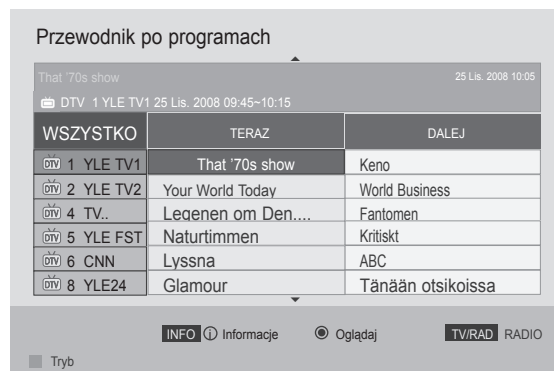 Przewodnik po programach
That '70s show 25 Lis. 2008 10:05
DTV 1 YLE TV1 25 Lis. 2008 09:45~10:15
WSZYSTKO TERAZ DALEJ
DTV 1 YLE TV1 That '70s show Keno
DTV 2 YLE TV2 Your World Today World Business
DTV 4 TV.. Legenen om Den.... Fantomen
DTV 5 YLE FST Naturtimmen Kritiskt
DTV 6 CNN Lyssna ABC
DTV 8 YLE24 Glamour Tänään otsikoissa
INFO i Informacje Oglądaj TV/RAD RADIO
Tryb